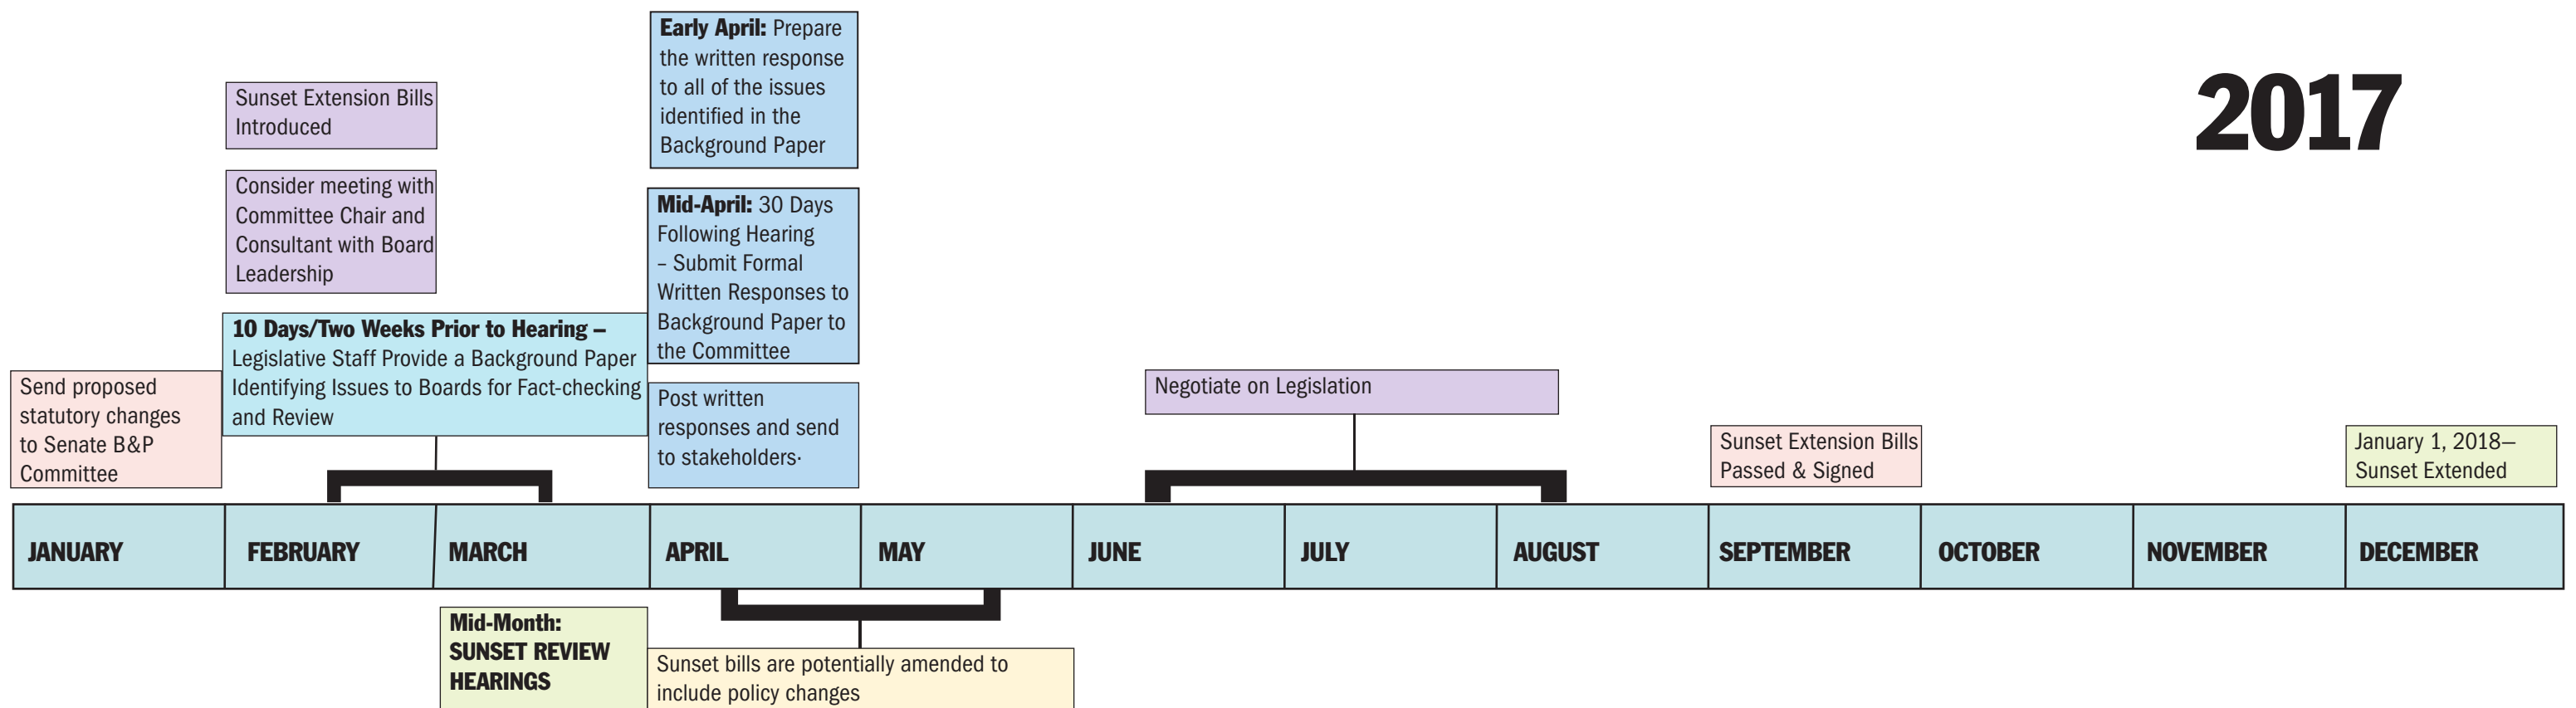 2017
Send proposed
statutory changes
to Senate B&P
Committee
Sunset Extension Bills
Introduced
Consider meeting with
Committee Chair and
Consultant with Board
Leadership
10 Days/Two Weeks Prior to Hearing –
Legislative Staff Provide a Background Paper
Identifying Issues to Boards for Fact-checking
and Review
Early April: Prepare
the written response
to all of the issues
identified in the
Background Paper
Mid-April: 30 Days
Following Hearing
– Submit Formal
Written Responses to
Background Paper to
the Committee
Post written
responses and send
to stakeholders·
Negotiate on Legislation
Sunset Extension Bills
Passed & Signed
January 1, 2018—
Sunset Extended
JANUARY
FEBRUARY
MARCH
APRIL
MAY
JUNE
JULY
AUGUST
SEPTEMBER
OCTOBER
NOVEMBER
DECEMBER
Mid-Month:
SUNSET REVIEW
HEARINGS
Sunset bills are potentially amended to
include policy changes